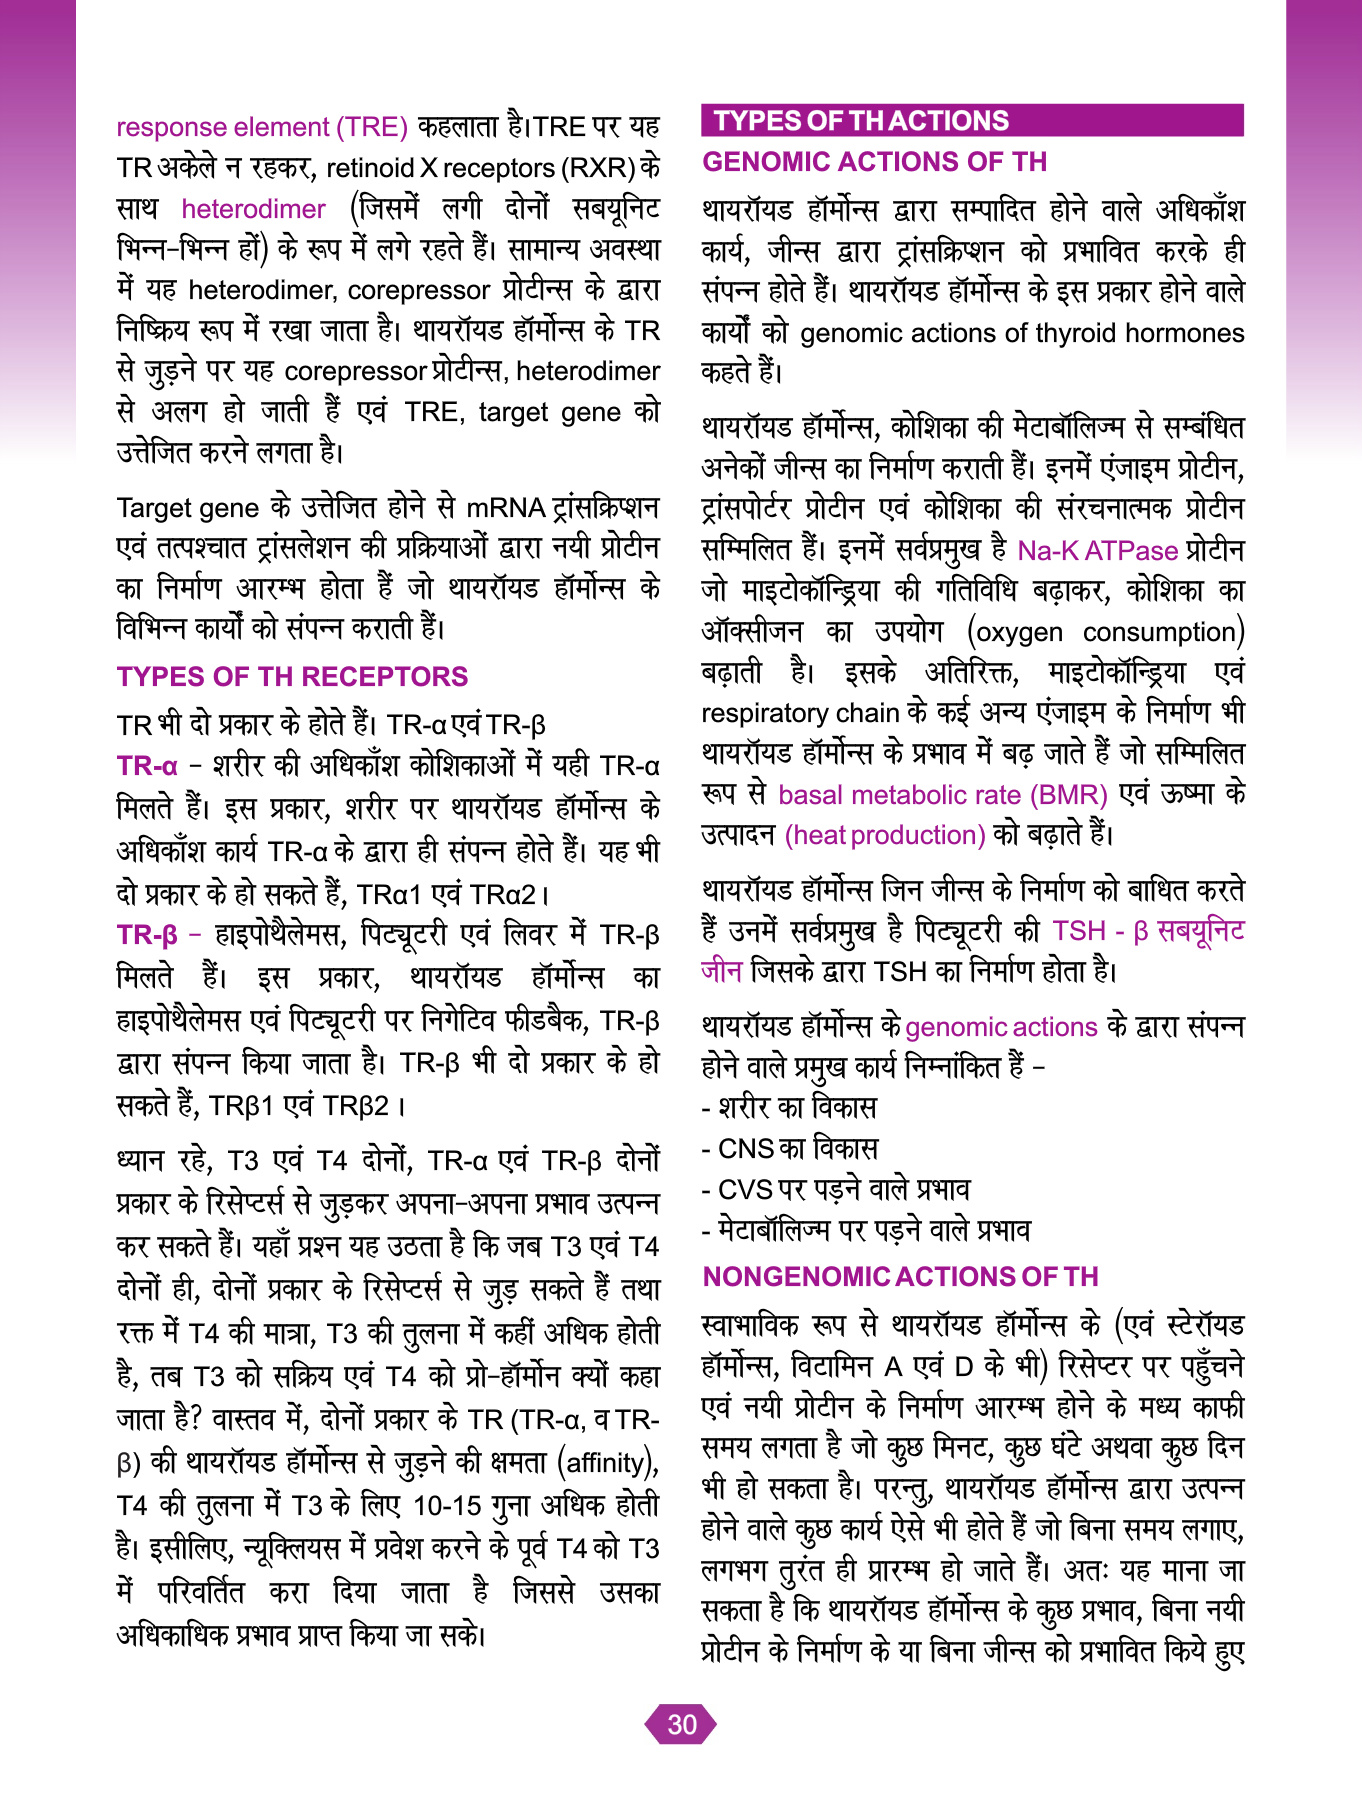 response element (TRE) कहलाता है।TRE पर यह
TR अकेले न रहकर, retinoid X receptors (RXR) के
साथ heterodimer (जिसमें लगी दोनों सबयूनिट
भिन्न-भिन्न हों) के रूप में लगे रहते हैं। सामान्य अवस्था
में यह heterodimer, corepressor प्रोटीन्स के द्वारा
निष्क्रिय रूप में रखा जाता है। थायरॉयड हॉर्मोन्स के TR
से जुड़ने पर यह corepressor प्रोटीन्स, heterodimer
से अलग हो जाती हैं एवं TRE, target gene को
उत्तेजित करने लगता है।
Target gene के उत्तेजित होने से mRNA ट्रांसक्रिप्शन
एवं तत्पश्चात ट्रांसलेशन की प्रक्रियाओं द्वारा नयी प्रोटीन
का निर्माण आरम्भ होता हैं जो थायरॉयड हॉर्मोन्स के
विभिन्न कार्यों को संपन्न कराती हैं।
TYPES OF TH RECEPTORS
TR भी दो प्रकार के होते हैं। TR-α एवं TR-β
TR-α – शरीर की अधिकाँश कोशिकाओं में यही TR-α
मिलते हैं। इस प्रकार, शरीर पर थायरॉयड हॉर्मोन्स के
अधिकाँश कार्य TR-α के द्वारा ही संपन्न होते हैं। यह भी
दो प्रकार के हो सकते हैं, TRα1 एवं TRα2।
TR-β – हाइपोथैलेमस, पिट्यूटरी एवं लिवर में TR-β
मिलते हैं। इस प्रकार, थायरॉयड हॉर्मोन्स का
हाइपोथैलेमस एवं पिट्यूटरी पर निगेटिव फीडबैक, TR-β
द्वारा संपन्न किया जाता है। TR-β भी दो प्रकार के हो
सकते हैं, TRβ1 एवं TRβ2।
ध्यान रहे, T3 एवं T4 दोनों, TR-α एवं TR-β दोनों
प्रकार के रिसेप्टर्स से जुड़कर अपना-अपना प्रभाव उत्पन्न
कर सकते हैं। यहाँ प्रश्न यह उठता है कि जब T3 एवं T4
दोनों ही, दोनों प्रकार के रिसेप्टर्स से जुड़ सकते हैं तथा
रक्त में T4 की मात्रा, T3 की तुलना में कहीं अधिक होती
है, तब T3 को सक्रिय एवं T4 को प्रो-हॉर्मोन क्यों कहा
जाता है? वास्तव में, दोनों प्रकार के TR (TR-α, व TR-
β) की थायरॉयड हॉर्मोन्स से जुड़ने की क्षमता (affinity),
T4 की तुलना में T3 के लिए 10-15 गुना अधिक होती
है। इसीलिए, न्यूक्लियस में प्रवेश करने के पूर्व T4 को T3
में परिवर्तित करा दिया जाता है जिससे उसका
अधिकाधिक प्रभाव प्राप्त किया जा सके।
TYPES OF TH ACTIONS
GENOMIC ACTIONS OF TH
थायरॉयड हॉर्मोन्स द्वारा सम्पादित होने वाले अधिकाँश
कार्य, जीन्स द्वारा ट्रांसक्रिप्शन को प्रभावित करके ही
संपन्न होते हैं। थायरॉयड हॉर्मोन्स के इस प्रकार होने वाले
कार्यों को genomic actions of thyroid hormones
कहते हैं।
थायरॉयड हॉर्मोन्स, कोशिका की मेटाबॉलिज्म से सम्बंधित
अनेकों जीन्स का निर्माण कराती हैं। इनमें एंजाइम प्रोटीन,
ट्रांसपोर्टर प्रोटीन एवं कोशिका की संरचनात्मक प्रोटीन
सम्मिलित हैं। इनमें सर्वप्रमुख है Na-K ATPase प्रोटीन
जो माइटोकॉन्ड्रिया की गतिविधि बढ़ाकर, कोशिका का
ऑक्सीजन का उपयोग (oxygen consumption)
बढ़ाती है। इसके अतिरिक्त, माइटोकॉन्ड्रिया एवं
respiratory chain के कई अन्य एंजाइम के निर्माण भी
थायरॉयड हॉर्मोन्स के प्रभाव में बढ़ जाते हैं जो सम्मिलित
रूप से basal metabolic rate (BMR) एवं ऊष्मा के
उत्पादन (heat production) को बढ़ाते हैं।
थायरॉयड हॉर्मोन्स जिन जीन्स के निर्माण को बाधित करते
हैं उनमें सर्वप्रमुख है पिट्यूटरी की TSH - β सबयूनिट
जीन जिसके द्वारा TSH का निर्माण होता है।
थायरॉयड हॉर्मोन्स के genomic actions के द्वारा संपन्न
होने वाले प्रमुख कार्य निम्नांकित हैं –
- शरीर का विकास
- CNS का विकास
- CVS पर पड़ने वाले प्रभाव
- मेटाबॉलिज्म पर पड़ने वाले प्रभाव
NONGENOMIC ACTIONS OF TH
स्वाभाविक रूप से थायरॉयड हॉर्मोन्स के (एवं स्टेरॉयड
हॉर्मोन्स, विटामिन A एवं D के भी) रिसेप्टर पर पहुँचने
एवं नयी प्रोटीन के निर्माण आरम्भ होने के मध्य काफी
समय लगता है जो कुछ मिनट, कुछ घंटे अथवा कुछ दिन
भी हो सकता है। परन्तु, थायरॉयड हॉर्मोन्स द्वारा उत्पन्न
होने वाले कुछ कार्य ऐसे भी होते हैं जो बिना समय लगाए,
लगभग तुरंत ही प्रारम्भ हो जाते हैं। अतः यह माना जा
सकता है कि थायरॉयड हॉर्मोन्स के कुछ प्रभाव, बिना नयी
प्रोटीन के निर्माण के या बिना जीन्स को प्रभावित किये हुए
30